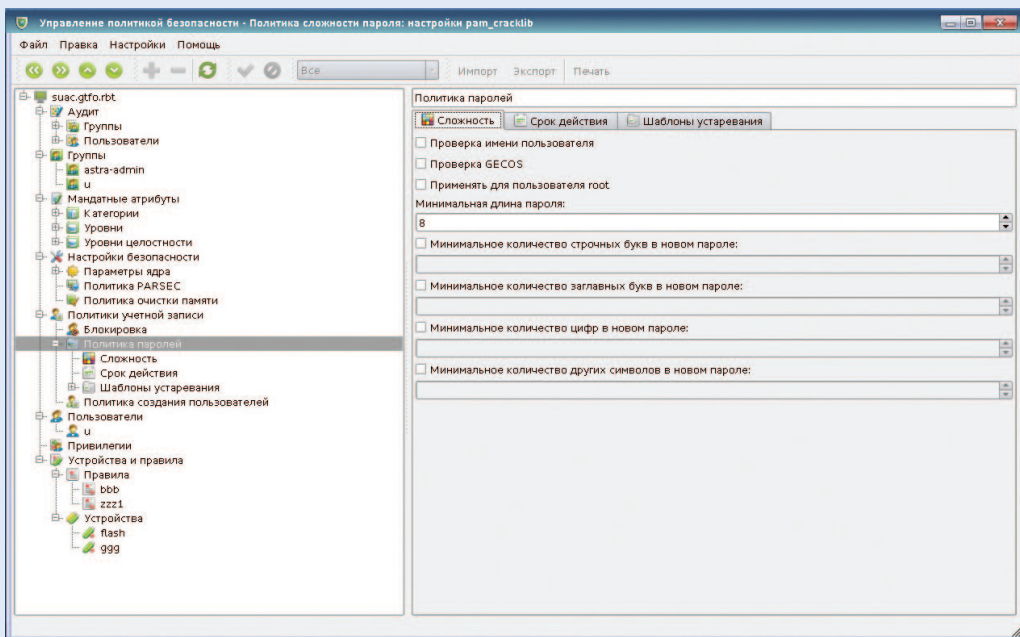 Управление политикой безопасности - Политика сложности пароля: настройки pam_cracklib
Файл Правка Настройки Помощь
Все Импорт Экспорт Печать
suac.gtfo.rbt
Аудит
Группы
Пользователи
Группы
astra-admin
u
Мандатные атрибуты
Категории
Уровни
Уровни целостности
Настройки безопасности
Параметры ядра
Политика PARSEC
Политика очистки памяти
Политики учетной записи
Блокировка
Политика паролей
Сложность
Срок действия
Шаблоны устаревания
Политика создания пользователей
Пользователи
u
Привилегии
Устройства и правила
Правила
bbb
zzz1
Устройства
flash
ggg
Политика паролей
Сложность Срок действия Шаблоны устаревания
Проверка имени пользователя
Проверка GECOS
Применять для пользователя root
Минимальная длина пароля:
8
Минимальное количество строчных букв в новом пароле:
Минимальное количество заглавных букв в новом пароле:
Минимальное количество цифр в новом пароле:
Минимальное количество других символов в новом пароле: